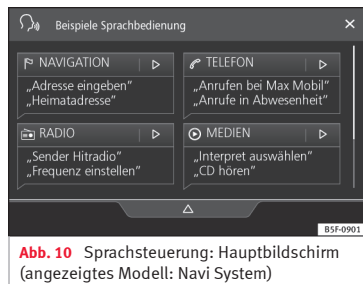 Beispiele Sprachbedienung
NAVIGATION
„Adresse eingeben“
„Heimatadresse“
TELEFON
„Anrufen bei Max Mobil“
„Anrufe in Abwesenheit“
RADIO
„Sender Hitradio“
„Frequenz einstellen“
MEDIEN
„Interpret auswählen“
„CD hören“
B5F-0901
Abb. 10 Sprachsteuerung: Hauptbildschirm
(angezeigtes Modell: Navi System)